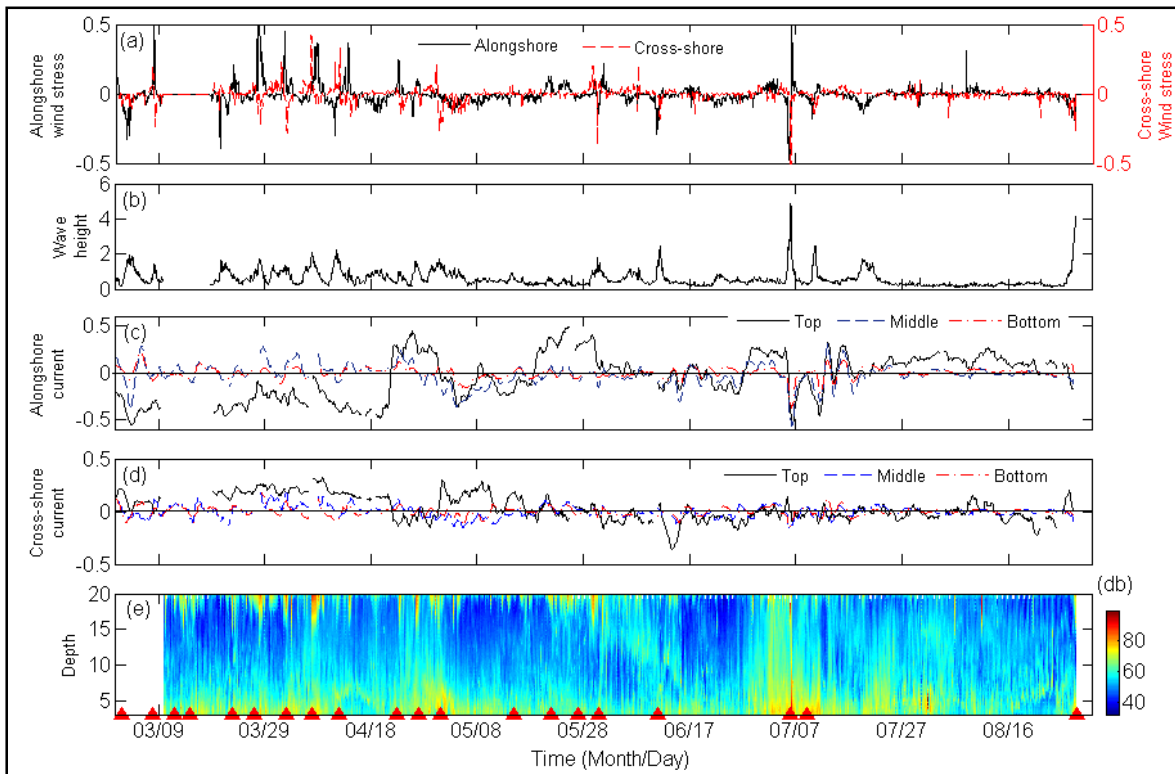 (a)
Alongshore
Cross-shore
0.5
0
-0.5
Alongshore
wind stress
0.5
0
-0.5
Cross-shore
Wind stress
(b)
6
4
2
0
Wave
height
(c)
Top
Middle
Bottom
0.5
0
-0.5
Alongshore
current
(d)
Top
Middle
Bottom
0.5
0
-0.5
Cross-shore
current
(e)
20
15
10
5
Depth
(db)
80
60
40
03/09 03/29 04/18 05/08 05/28 06/17 07/07 07/27 08/16
Time (Month/Day)